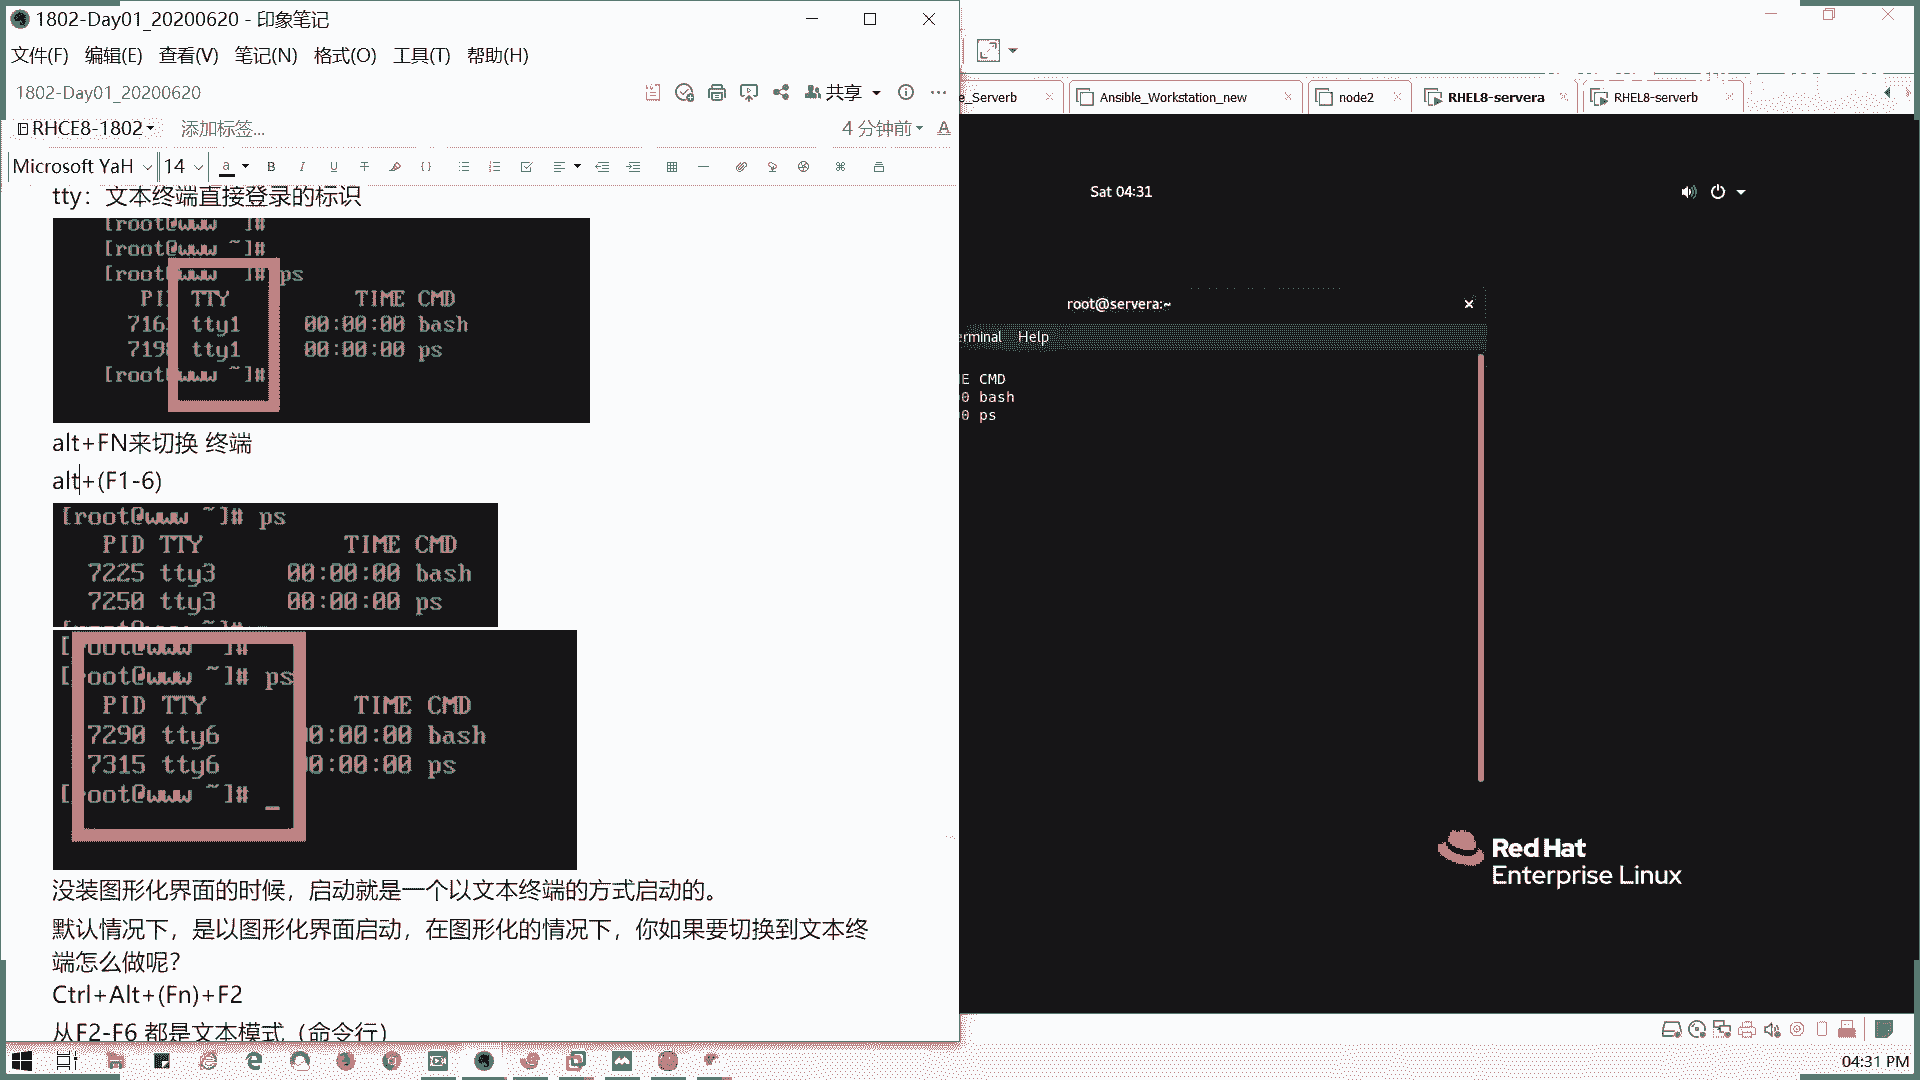 1802-Day01_20200620 - 印象笔记
文件(F) 编辑(E) 查看(V) 笔记(N) 格式(O) 工具(T) 帮助(H)
1802-Day01_20200620
共享
RHCE8-1802
添加标签...
4 分钟前
Microsoft YaH 14
tty：文本终端直接登录的标识
[root@www ~]#
[root@www ~]#
[root@www ~]# ps
PID TTY TIME CMD
716 tty1 00:00:00 bash
719 tty1 00:00:00 ps
[root@www ~]#
alt+FN来切换 终端
alt+(F1-6)
[root@www ~]# ps
PID TTY TIME CMD
7225 tty3 00:00:00 bash
7250 tty3 00:00:00 ps
[root@www ~]#
[root@www ~]# ps
PID TTY TIME CMD
7290 tty6 00:00:00 bash
7315 tty6 00:00:00 ps
[root@www ~]# _
没装图形化界面的时候，启动就是一个以文本终端的方式启动的。
默认情况下，是以图形化界面启动，在图形化的情况下，你如果要切换到文本终
端怎么做呢？
Ctrl+Alt+(Fn)+F2
从F2-F6 都是文本模式（命令行）
e_Serverb
Ansible_Workstation_new
node2
RHEL8-servera
RHEL8-serverb
Sat 04:31
root@servera:~
erminal Help
E CMD
0 bash
0 ps
Red Hat
Enterprise Linux
04:31 PM